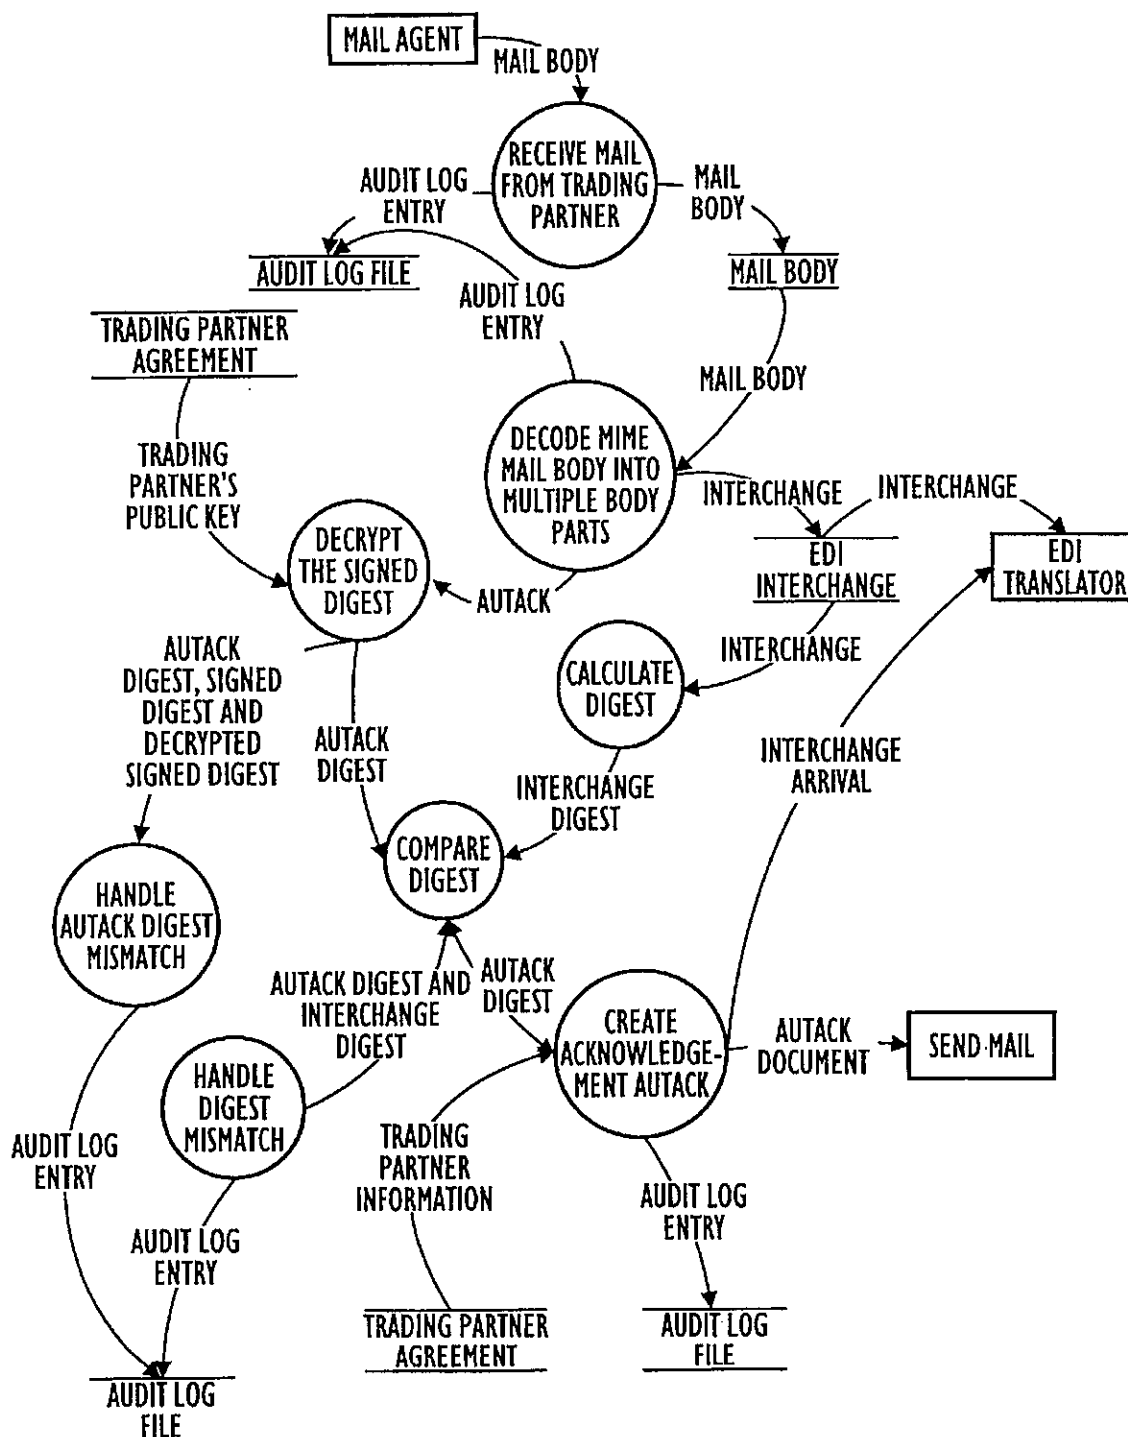 MAIL AGENT
MAIL BODY
RECEIVE MAIL
FROM TRADING
PARTNER
AUDIT LOG
ENTRY
MAIL
BODY
AUDIT LOG FILE
MAIL BODY
AUDIT LOG
ENTRY
TRADING PARTNER
AGREEMENT
MAIL BODY
DECODE MIME
MAIL BODY INTO
MULTIPLE BODY
PARTS
TRADING
PARTNER'S
PUBLIC KEY
INTERCHANGE
INTERCHANGE
DECRYPT
THE SIGNED
DIGEST
EDI
INTERCHANGE
EDI
TRANSLATOR
AUTACK
AUTACK
DIGEST, SIGNED
DIGEST AND
DECRYPTED
SIGNED DIGEST
INTERCHANGE
CALCULATE
DIGEST
AUTACK
DIGEST
INTERCHANGE
DIGEST
INTERCHANGE
ARRIVAL
COMPARE
DIGEST
HANDLE
AUTACK DIGEST
MISMATCH
AUTACK DIGEST AND
INTERCHANGE
DIGEST
AUTACK
DIGEST
CREATE
ACKNOWLEDGE-
MENT AUTACK
AUTACK
DOCUMENT
SEND MAIL
HANDLE
DIGEST
MISMATCH
AUDIT LOG
ENTRY
TRADING
PARTNER
INFORMATION
AUDIT LOG
ENTRY
AUDIT LOG
ENTRY
TRADING PARTNER
AGREEMENT
AUDIT LOG
FILE
AUDIT LOG
FILE